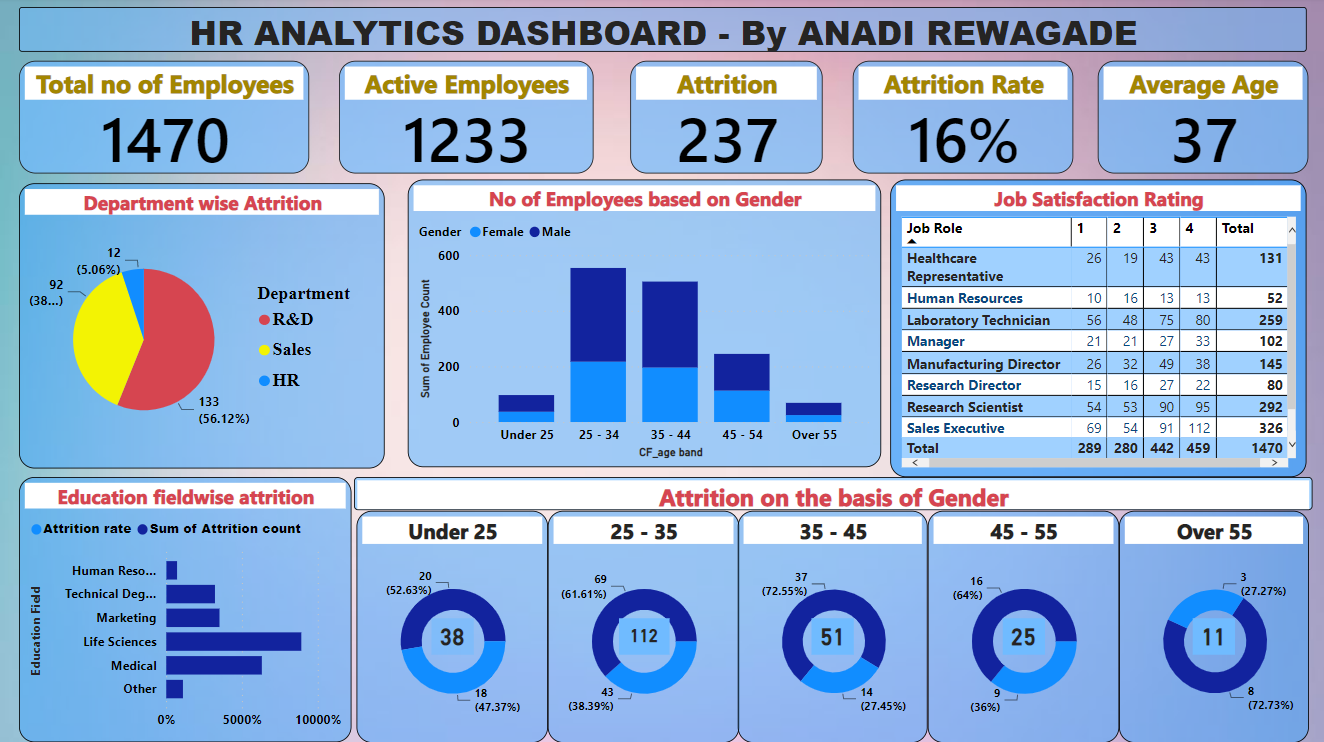 HR ANALYTICS DASHBOARD - By ANADI REWAGADE
Total no of Employees
1470
Active Employees
1233
Attrition
237
Attrition Rate
16%
Average Age
37
Department wise Attrition
12
(5.06%)
92
(38...)
133
(56.12%)
Department
R&D
Sales
HR
No of Employees based on Gender
Gender Female Male
Sum of Employee Count
600
400
200
0
Under 25 25 - 34 35 - 44 45 - 54 Over 55
CF_age band
Job Satisfaction Rating
Job Role 1 2 3 4 Total
Healthcare
Representative 26 19 43 43 131
Human Resources 10 16 13 13 52
Laboratory Technician 56 48 75 80 259
Manager 21 21 27 33 102
Manufacturing Director 26 32 49 38 145
Research Director 15 16 27 22 80
Research Scientist 54 53 90 95 292
Sales Executive 69 54 91 112 326
Total 289 280 442 459 1470
Education fieldwise attrition
Attrition rate Sum of Attrition count
Education Field
Human Reso...
Technical Deg...
Marketing
Life Sciences
Medical
Other
0% 5000% 10000%
Attrition on the basis of Gender
Under 25
20
(52.63%)
38
18
(47.37%)
25 - 35
69
(61.61%)
112
43
(38.39%)
35 - 45
37
(72.55%)
51
14
(27.45%)
45 - 55
16
(64%)
25
9
(36%)
Over 55
3
(27.27%)
11
8
(72.73%)